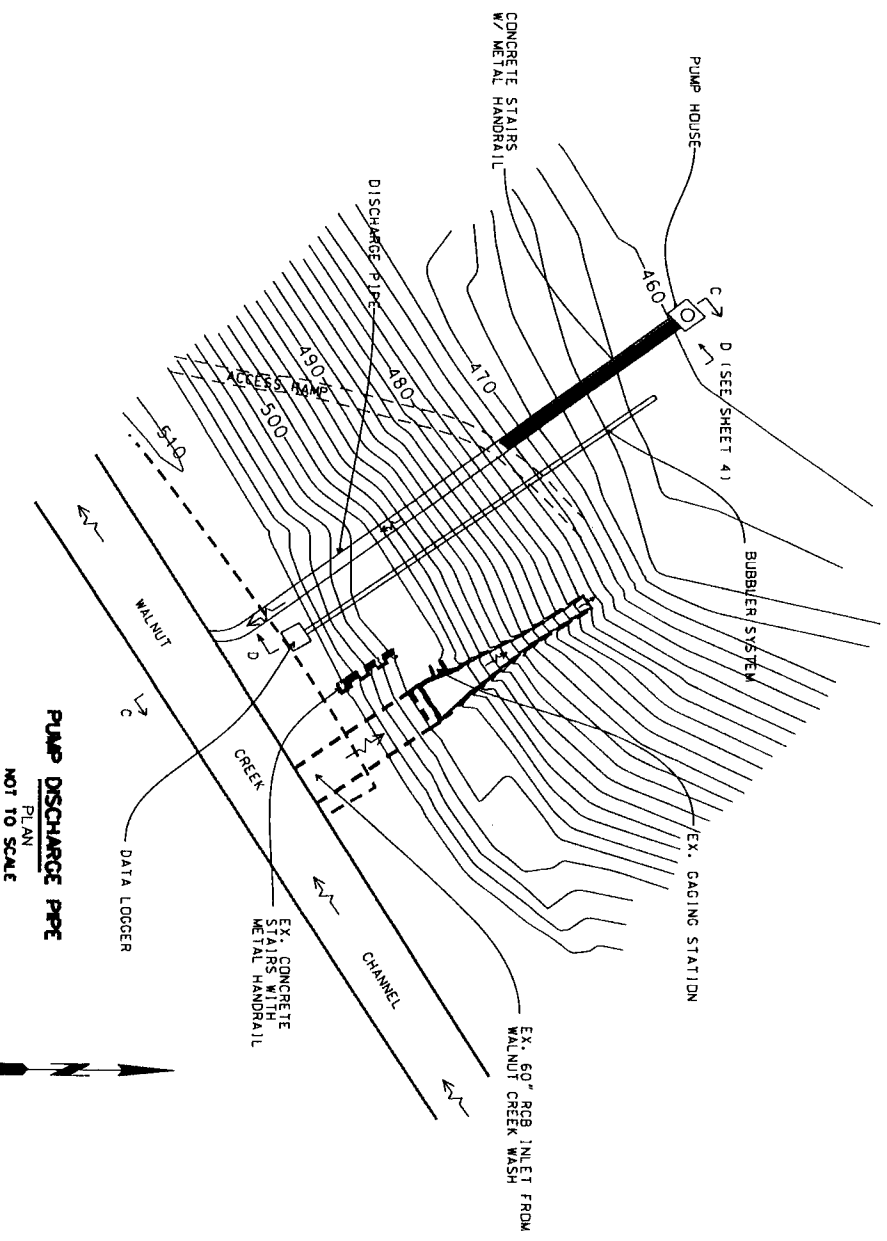 CONCRETE STAIRS
W/ METAL HANDRAIL
PUMP HOUSE
DISCHARGE PIPE
C
D (SEE SHEET 4)
460
470
480
490
500
510
ACCESS RAMP
BUBBLER SYSTEM
D
C
WALNUT
CREEK
CHANNEL
EX. GAGING STATION
EX. 60" RCB INLET FROM
WALNUT CREEK WASH
EX. CONCRETE
STAIRS WITH
METAL HANDRAIL
DATA LOGGER
PUMP DISCHARGE PIPE
PLAN
NOT TO SCALE
N